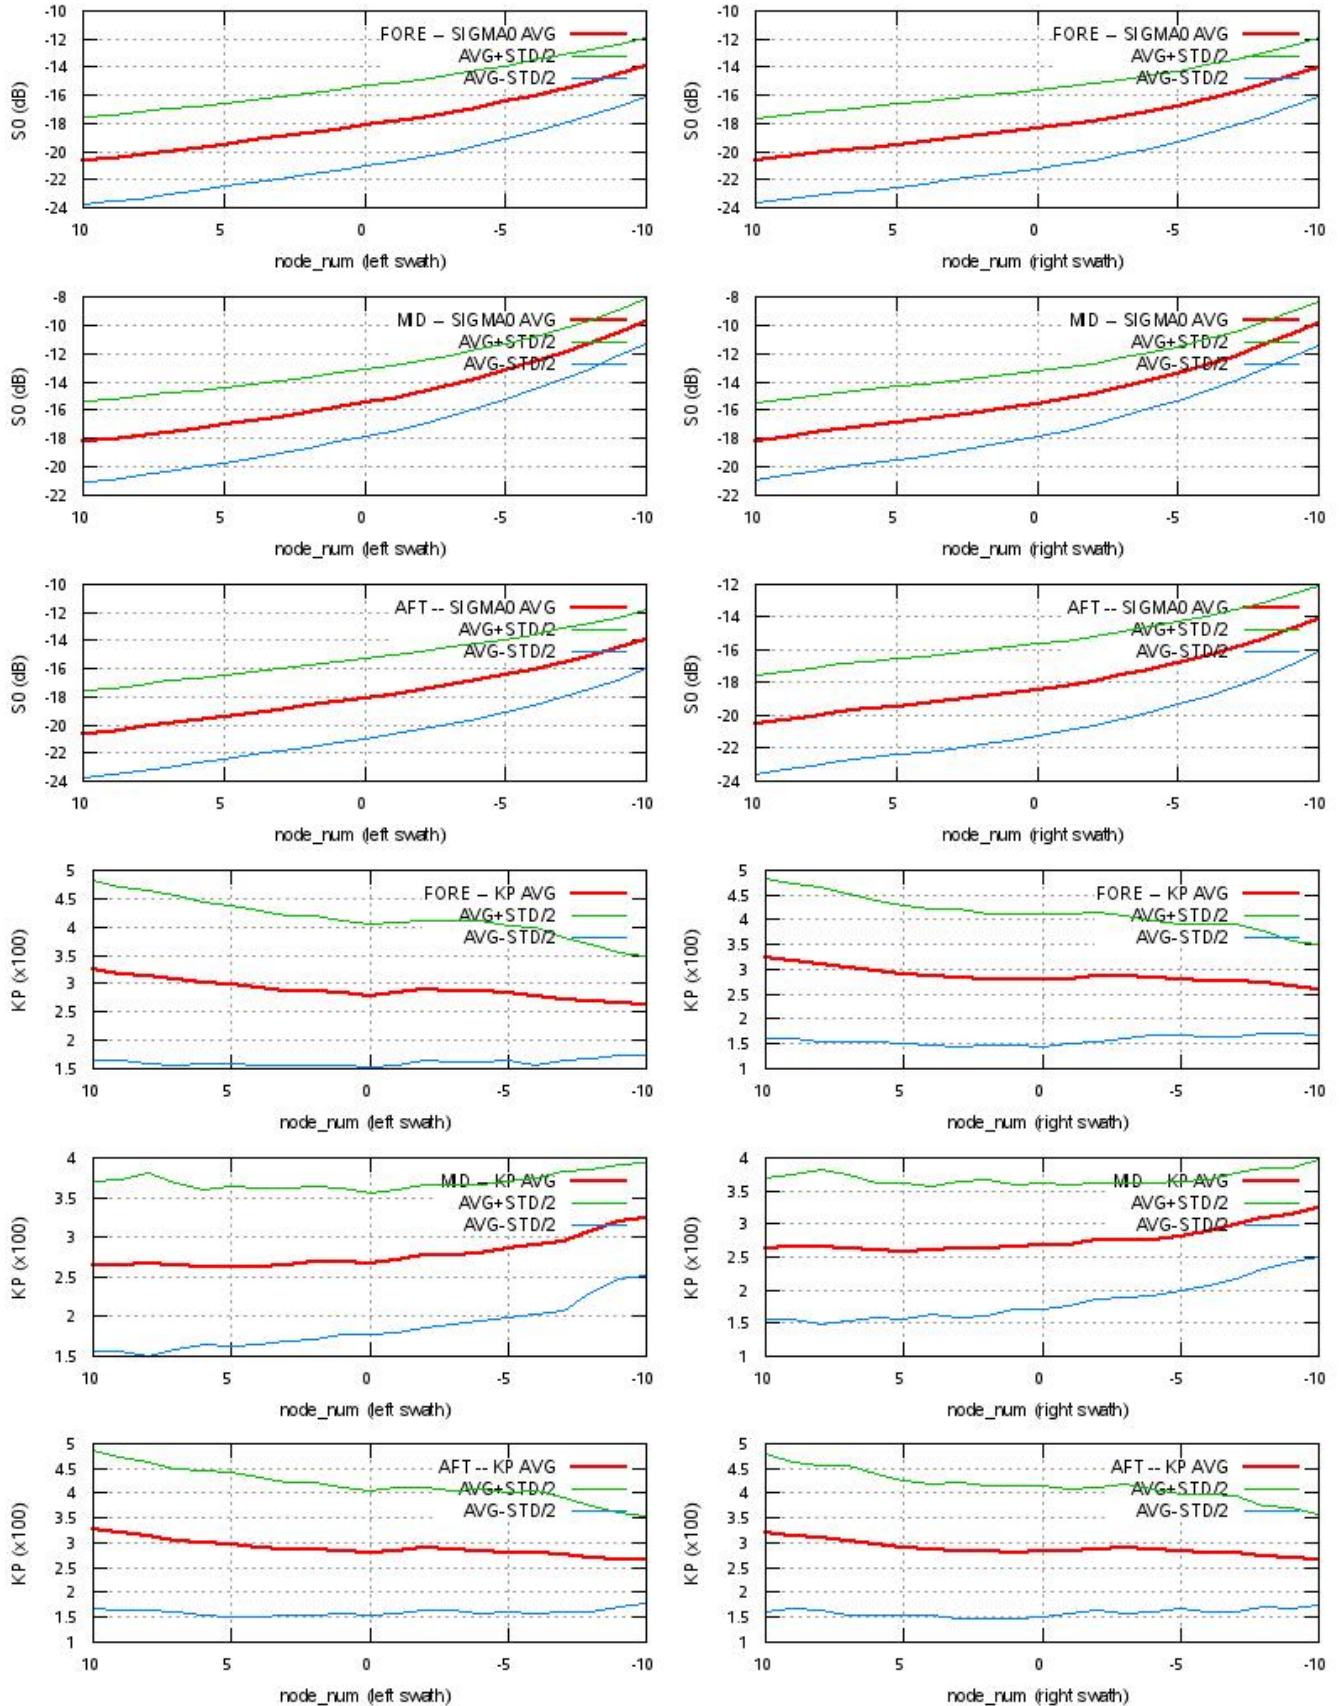 -10
-12
-14
-16
-18
-20
-22
-24
S0 (dB)
FORE -- SIGMA0 AVG
AVG+STD/2
AVG-STD/2
10 5 0 -5 -10
node_num (left swath)
-10
-12
-14
-16
-18
-20
-22
-24
S0 (dB)
FORE -- SIGMA0 AVG
AVG+STD/2
AVG-STD/2
10 5 0 -5 -10
node_num (right swath)
-8
-10
-12
-14
-16
-18
-20
-22
S0 (dB)
MID -- SIGMA0 AVG
AVG+STD/2
AVG-STD/2
10 5 0 -5 -10
node_num (left swath)
-8
-10
-12
-14
-16
-18
-20
-22
S0 (dB)
MID -- SIGMA0 AVG
AVG+STD/2
AVG-STD/2
10 5 0 -5 -10
node_num (right swath)
-10
-12
-14
-16
-18
-20
-22
-24
S0 (dB)
AFT -- SIGMA0 AVG
AVG+STD/2
AVG-STD/2
10 5 0 -5 -10
node_num (left swath)
-12
-14
-16
-18
-20
-22
-24
S0 (dB)
AFT -- SIGMA0 AVG
AVG+STD/2
AVG-STD/2
10 5 0 -5 -10
node_num (right swath)
5
4.5
4
3.5
3
2.5
2
1.5
KP (x100)
FORE -- KP AVG
AVG+STD/2
AVG-STD/2
10 5 0 -5 -10
node_num (left swath)
5
4.5
4
3.5
3
2.5
2
1.5
1
KP (x100)
FORE -- KP AVG
AVG+STD/2
AVG-STD/2
10 5 0 -5 -10
node_num (right swath)
4
3.5
3
2.5
2
1.5
KP (x100)
MID -- KP AVG
AVG+STD/2
AVG-STD/2
10 5 0 -5 -10
node_num (left swath)
4
3.5
3
2.5
2
1.5
1
KP (x100)
MID -- KP AVG
AVG+STD/2
AVG-STD/2
10 5 0 -5 -10
node_num (right swath)
5
4.5
4
3.5
3
2.5
2
1.5
1
KP (x100)
AFT -- KP AVG
AVG+STD/2
AVG-STD/2
10 5 0 -5 -10
node_num (left swath)
5
4.5
4
3.5
3
2.5
2
1.5
1
KP (x100)
AFT -- KP AVG
AVG+STD/2
AVG-STD/2
10 5 0 -5 -10
node_num (right swath)